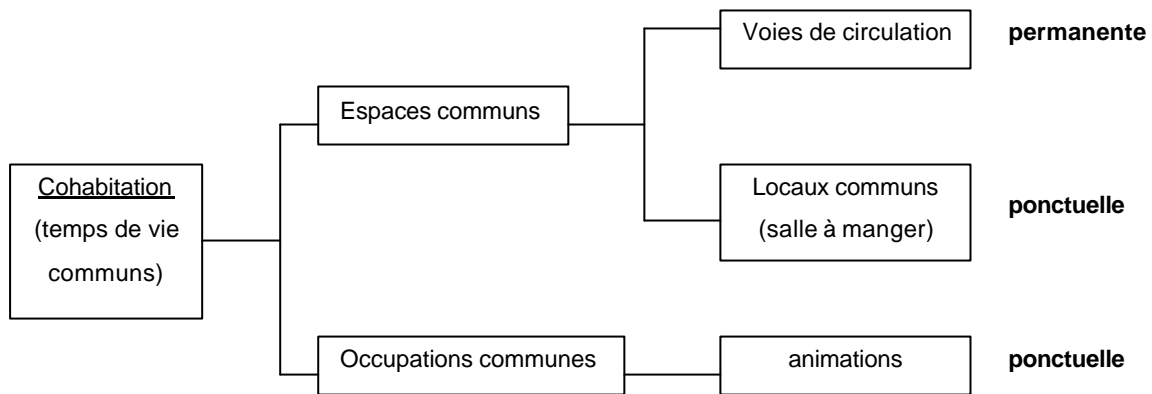 Voies de circulation
permanente
Espaces communs
Cohabitation
(temps de vie
communs)
Locaux communs
(salle à manger)
ponctuelle
Occupations communes
animations
ponctuelle